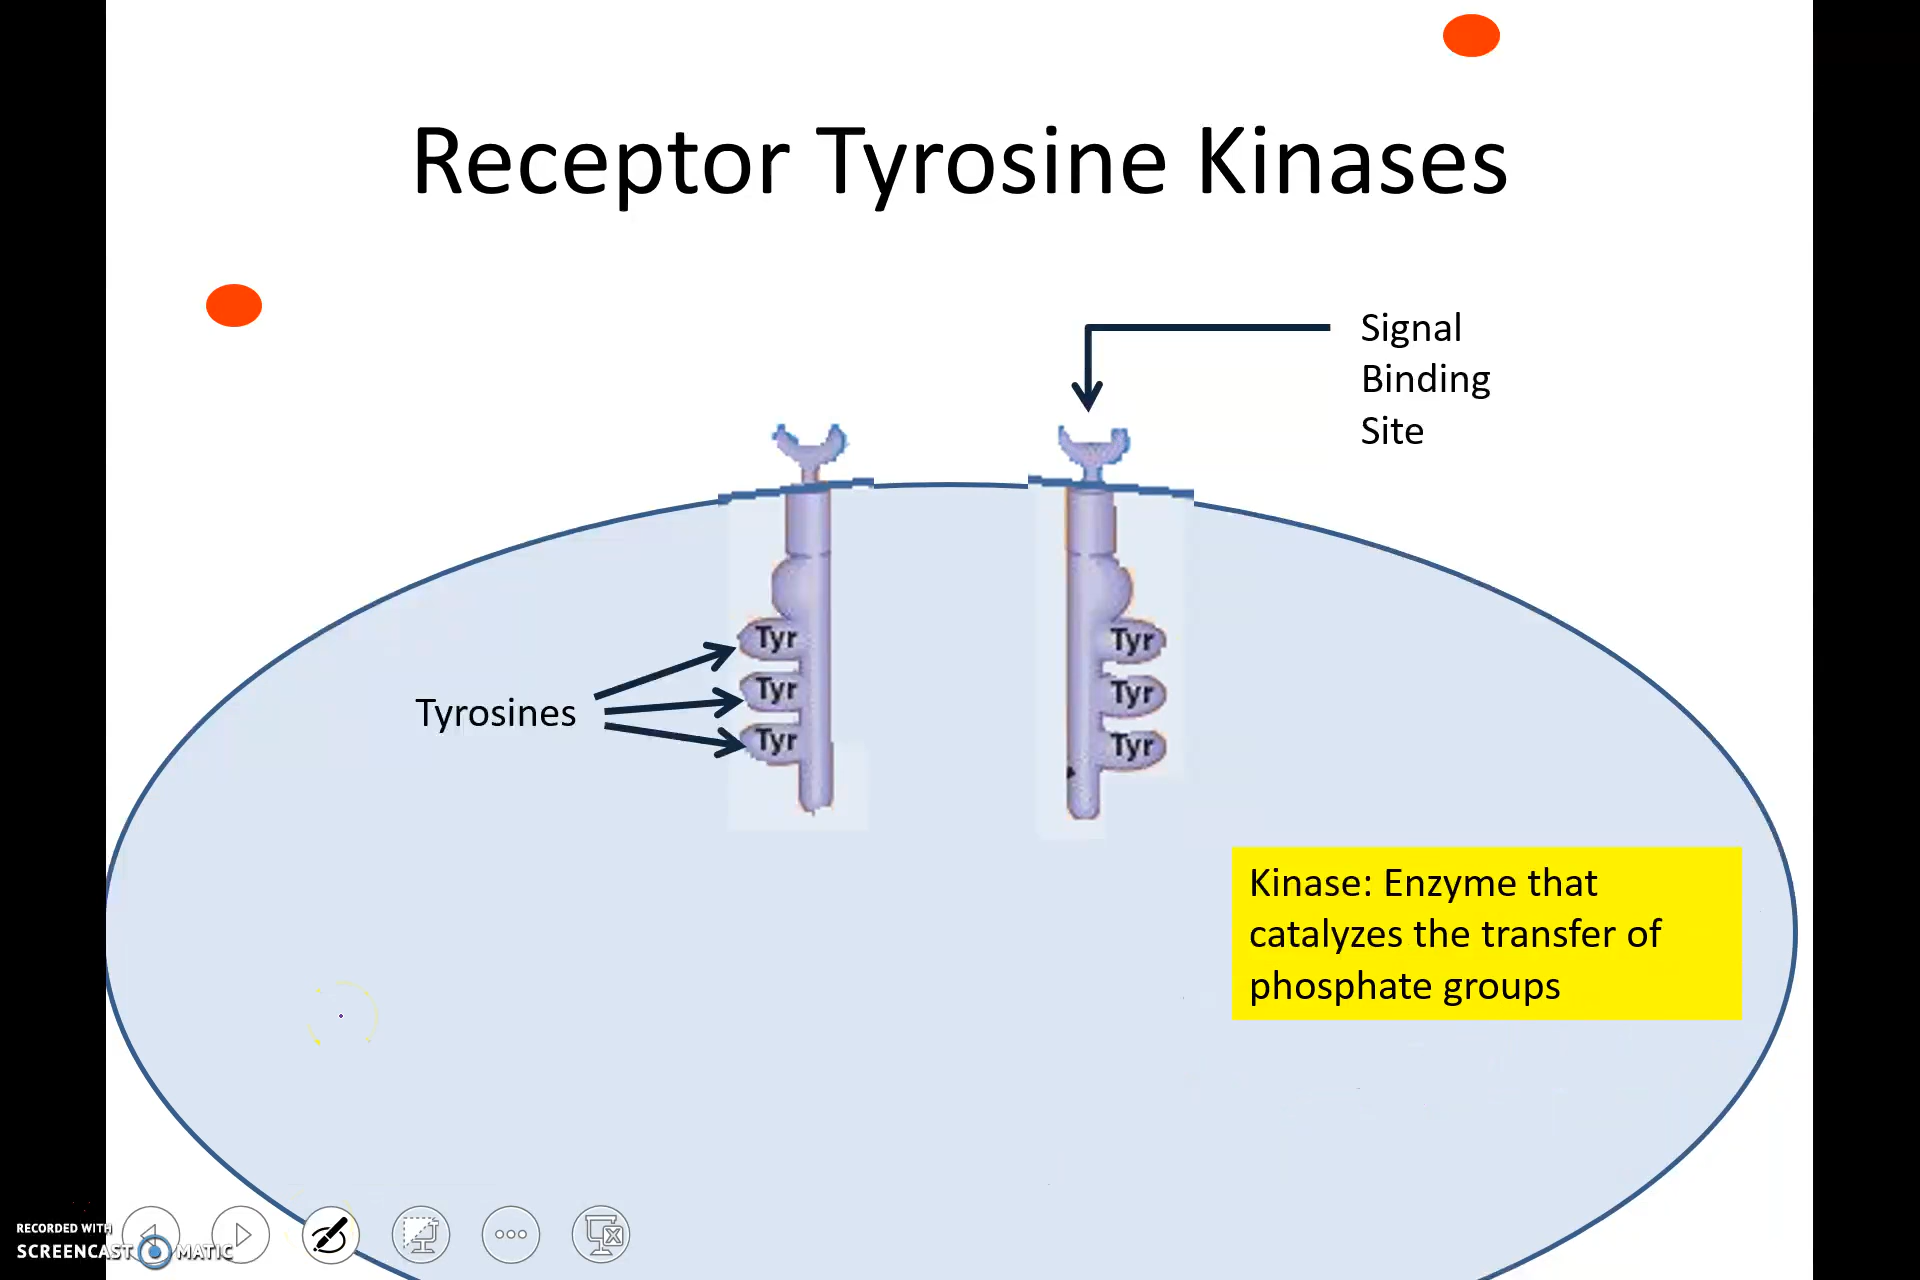 Receptor Tyrosine Kinases
Signal
Binding
Site
Tyr
Tyr
Tyr
Tyr
Tyr
Tyr
Tyrosines
Kinase: Enzyme that
catalyzes the transfer of
phosphate groups
RECORDED WITH
SCREENCAST MATIC